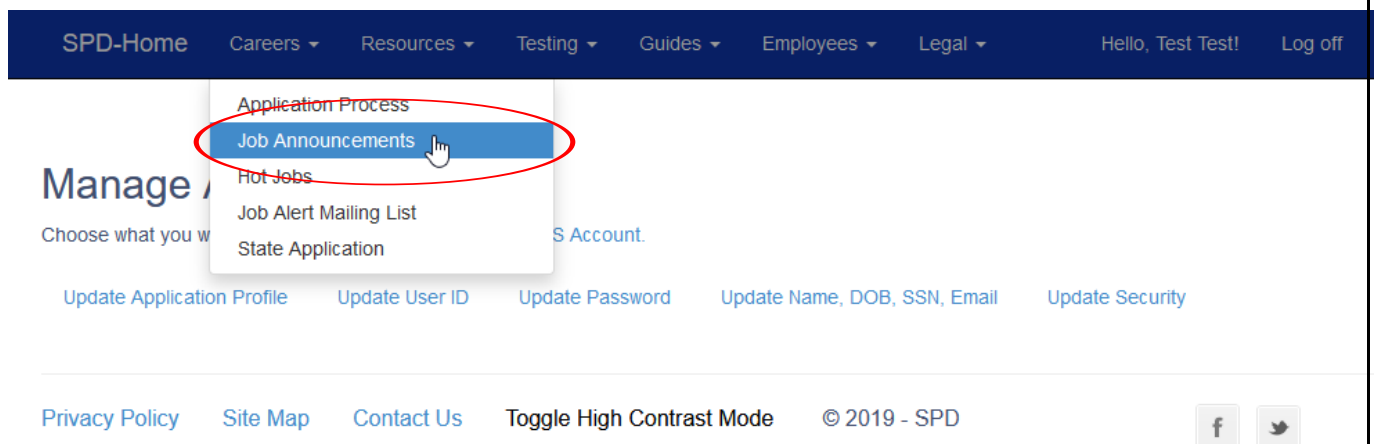 SPD-Home Careers Resources Testing Guides Employees Legal Hello, Test Test! Log off
Application Process
Job Announcements
Hot Jobs
Job Alert Mailing List
State Application
Manage
Choose what you w S Account.
Update Application Profile Update User ID Update Password Update Name, DOB, SSN, Email Update Security
Privacy Policy Site Map Contact Us Toggle High Contrast Mode © 2019 - SPD
f